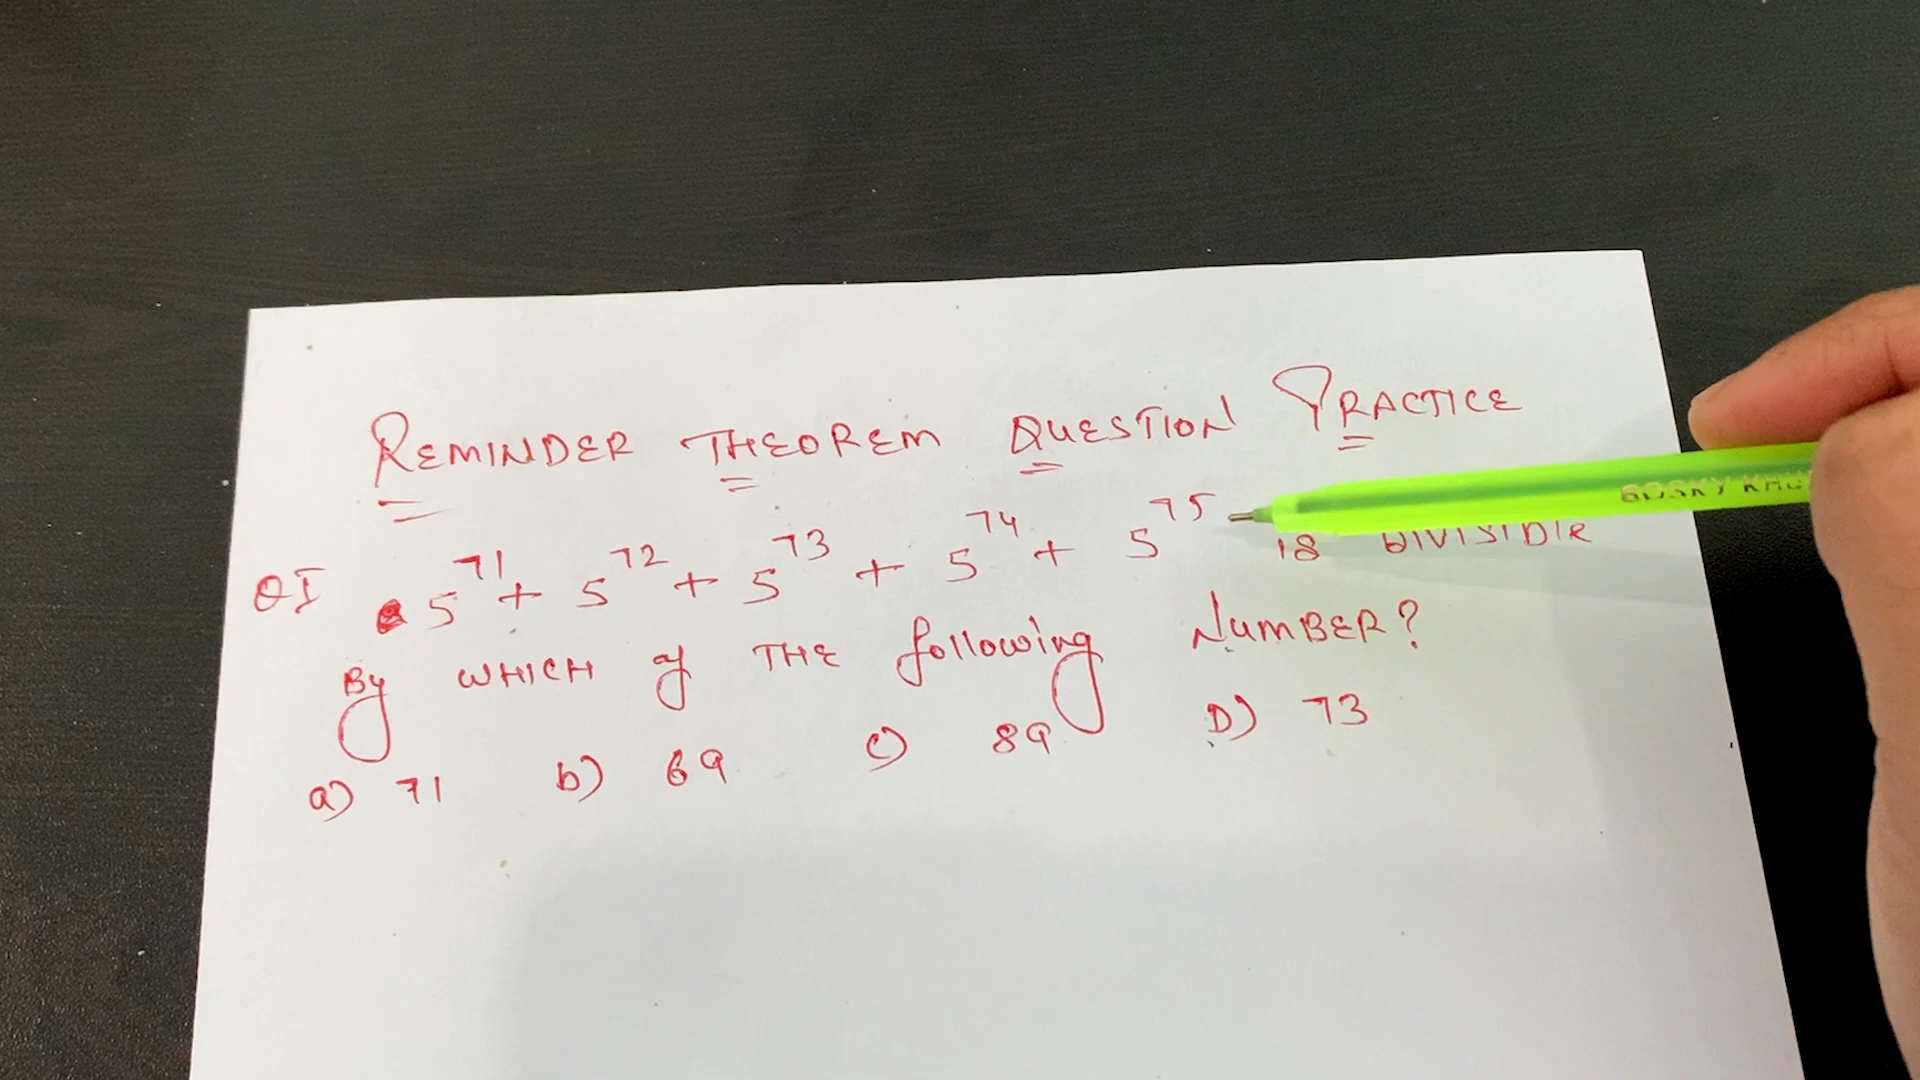 REMINDER THEOREM QUESTION PRACTICE
Q1 5^71 + 5^72 + 5^73 + 5^74 + 5^75 is
By WHICH of THE following NUMBER?
a) 71 b) 69 c) 89 D) 73